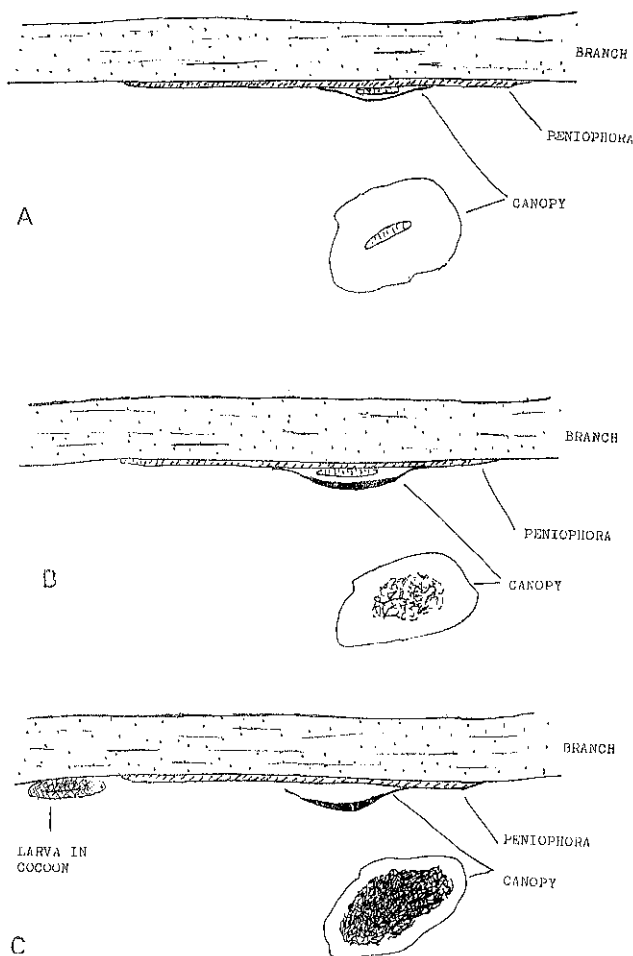 BRANCH
PENIOPHORA
CANOPY
A
BRANCH
PENIOPHORA
CANOPY
B
BRANCH
PENIOPHORA
CANOPY
LARVA IN
COCOON
C